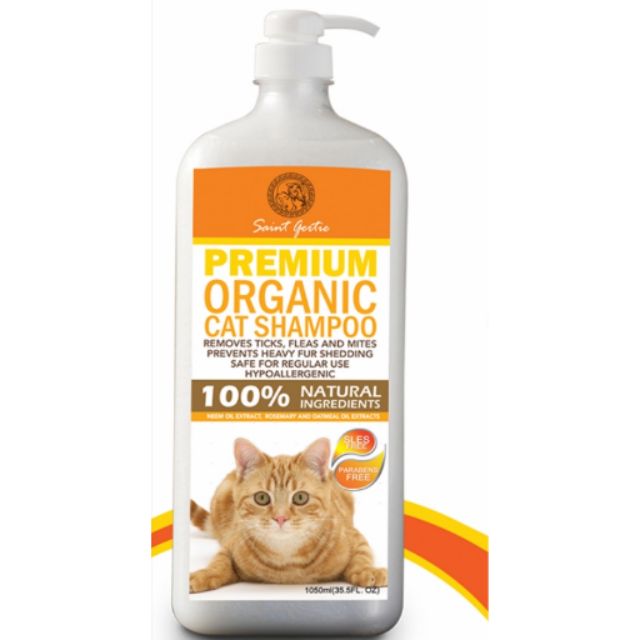 Saint Gertie
PREMIUM
ORGANIC
CAT SHAMPOO
REMOVES TICKS, FLEAS AND MITES
PREVENTS HEAVY FUR SHEDDING
SAFE FOR REGULAR USE
HYPOALLERGENIC
100% NATURAL
INGREDIENTS
NEEM OIL EXTRACT, ROSEMARY AND OATMEAL OIL EXTRACTS
SLES
FREE
PARABENS
FREE
1050ml(35.5FL. OZ)